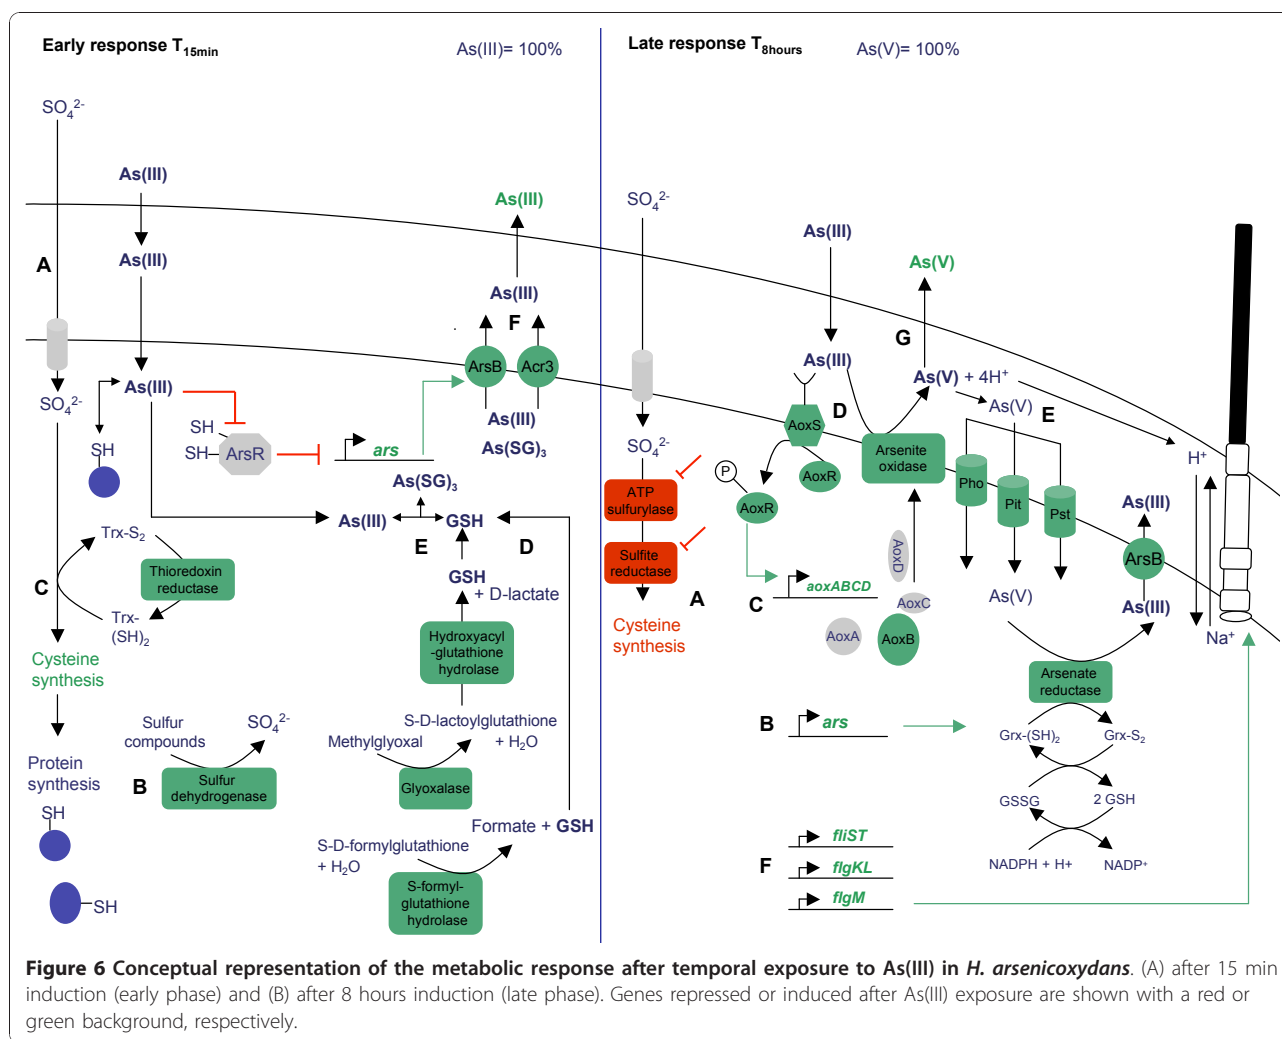 Early response T15min
As(III)= 100%
SO₄²⁻
As(III)
As(III)
As(III)
A
As(III)
F
ArsB
Acr3
As(III)
SO₄²⁻
As(III)
As(SG)₃
SH
SH
SH
ArsR
ars
As(SG)₃
As(III)
GSH
E
D
Trx-S₂
C
Thioredoxin
reductase
GSH
+ D-lactate
Trx-
(SH)₂
Hydroxyacyl
-glutathione
hydrolase
Cysteine
synthesis
Sulfur
compounds
SO₄²⁻
S-D-lactoylglutathione
+ H₂O
Methylglyoxal
Protein
synthesis
B
Sulfur
dehydrogenase
Glyoxalase
SH
Formate + GSH
S-D-formylglutathione
+ H₂O
SH
S-formyl-
glutathione
hydrolase
Late response T8hours
As(V)= 100%
SO₄²⁻
As(III)
As(V)
G
As(III)
As(V) + 4H⁺
As(V)
E
D
AoxS
SO₄²⁻
Arsenite
oxidase
H⁺
P
AoxR
Pho
Pit
Pst
As(III)
ATP
sulfurylase
AoxR
Sulfite
reductase
AoxD
ArsB
A
C
aoxABCD
AoxC
As(V)
As(III)
Cysteine
synthesis
AoxA
AoxB
Na⁺
Arsenate
reductase
B
ars
Grx-(SH)₂
Grx-S₂
GSSG
2 GSH
fliST
F
flgKL
NADPH + H+
NADP⁺
flgM
Figure 6 Conceptual representation of the metabolic response after temporal exposure to As(III) in H. arsenicoxydans. (A) after 15 min
induction (early phase) and (B) after 8 hours induction (late phase). Genes repressed or induced after As(III) exposure are shown with a red or
green background, respectively.